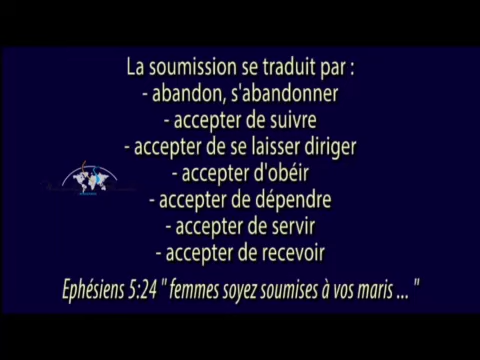 La soumission se traduit par :
- abandon, s'abandonner
- accepter de suivre
- accepter de se laisser diriger
- accepter d'obéir
- accepter de dépendre
- accepter de servir
- accepter de recevoir
Ephésiens 5:24 " femmes soyez soumises à vos maris ... "